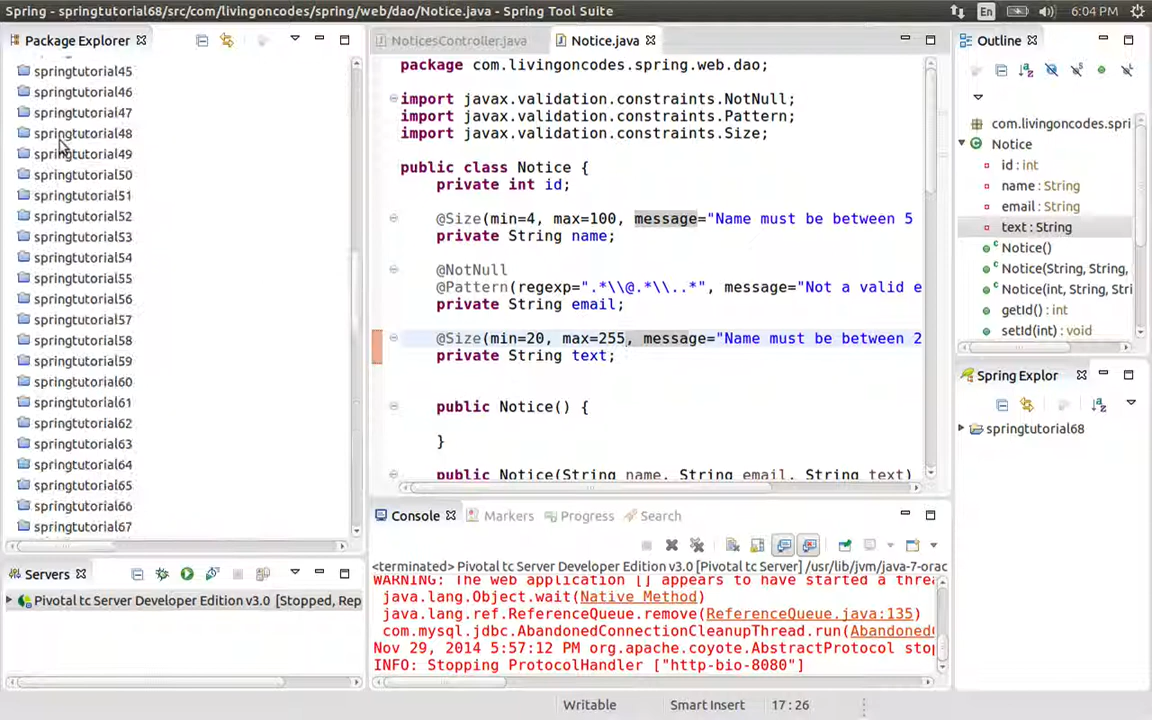 Spring - springtutorial68/src/com/livingoncodes/spring/web/dao/Notice.java - Spring Tool Suite
En
6:04 PM
Package Explorer
springtutorial45
springtutorial46
springtutorial47
springtutorial48
springtutorial49
springtutorial50
springtutorial51
springtutorial52
springtutorial53
springtutorial54
springtutorial55
springtutorial56
springtutorial57
springtutorial58
springtutorial59
springtutorial60
springtutorial61
springtutorial62
springtutorial63
springtutorial64
springtutorial65
springtutorial66
springtutorial67
Servers
Pivotal tc Server Developer Edition v3.0 [Stopped, Rep
NoticesController.java
Notice.java
package com.livingoncodes.spring.web.dao;
import javax.validation.constraints.NotNull;
import javax.validation.constraints.Pattern;
import javax.validation.constraints.Size;
public class Notice {
private int id;
@Size(min=4, max=100, message="Name must be between 5
private String name;
@NotNull
@Pattern(regexp=".*\\@.*\\..*", message="Not a valid e
private String email;
@Size(min=20, max=255, message="Name must be between 2
private String text;
public Notice() {
}
public Notice(String name, String email, String text)
Console
Markers
Progress
Search
<terminated> Pivotal tc Server Developer Edition v3.0 [Pivotal tc Server] /usr/lib/jvm/java-7-orac
WARNING: The web application [] appears to have started a threa
java.lang.Object.wait(Native Method)
java.lang.ref.ReferenceQueue.remove(ReferenceQueue.java:135)
com.mysql.jdbc.AbandonedConnectionCleanupThread.run(Abandoned
Nov 29, 2014 5:57:12 PM org.apache.coyote.AbstractProtocol stop
INFO: Stopping ProtocolHandler ["http-bio-8080"]
Outline
com.livingoncodes.spri
Notice
id : int
name : String
email : String
text : String
Notice()
Notice(String, String,
Notice(int, String, Stri
getId() : int
setId(int) : void
Spring Explor
springtutorial68
Writable
Smart Insert
17 : 26